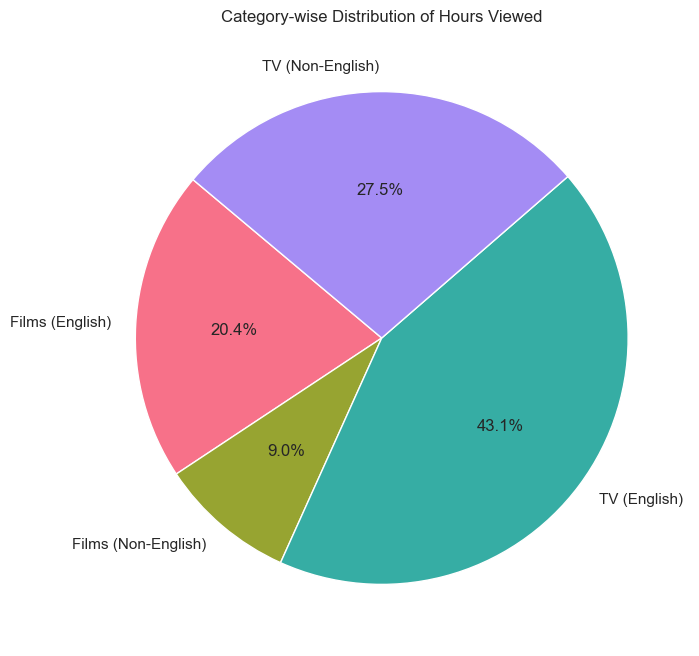 Category-wise Distribution of Hours Viewed
TV (Non-English)
27.5%
Films (English)
20.4%
43.1%
9.0%
TV (English)
Films (Non-English)